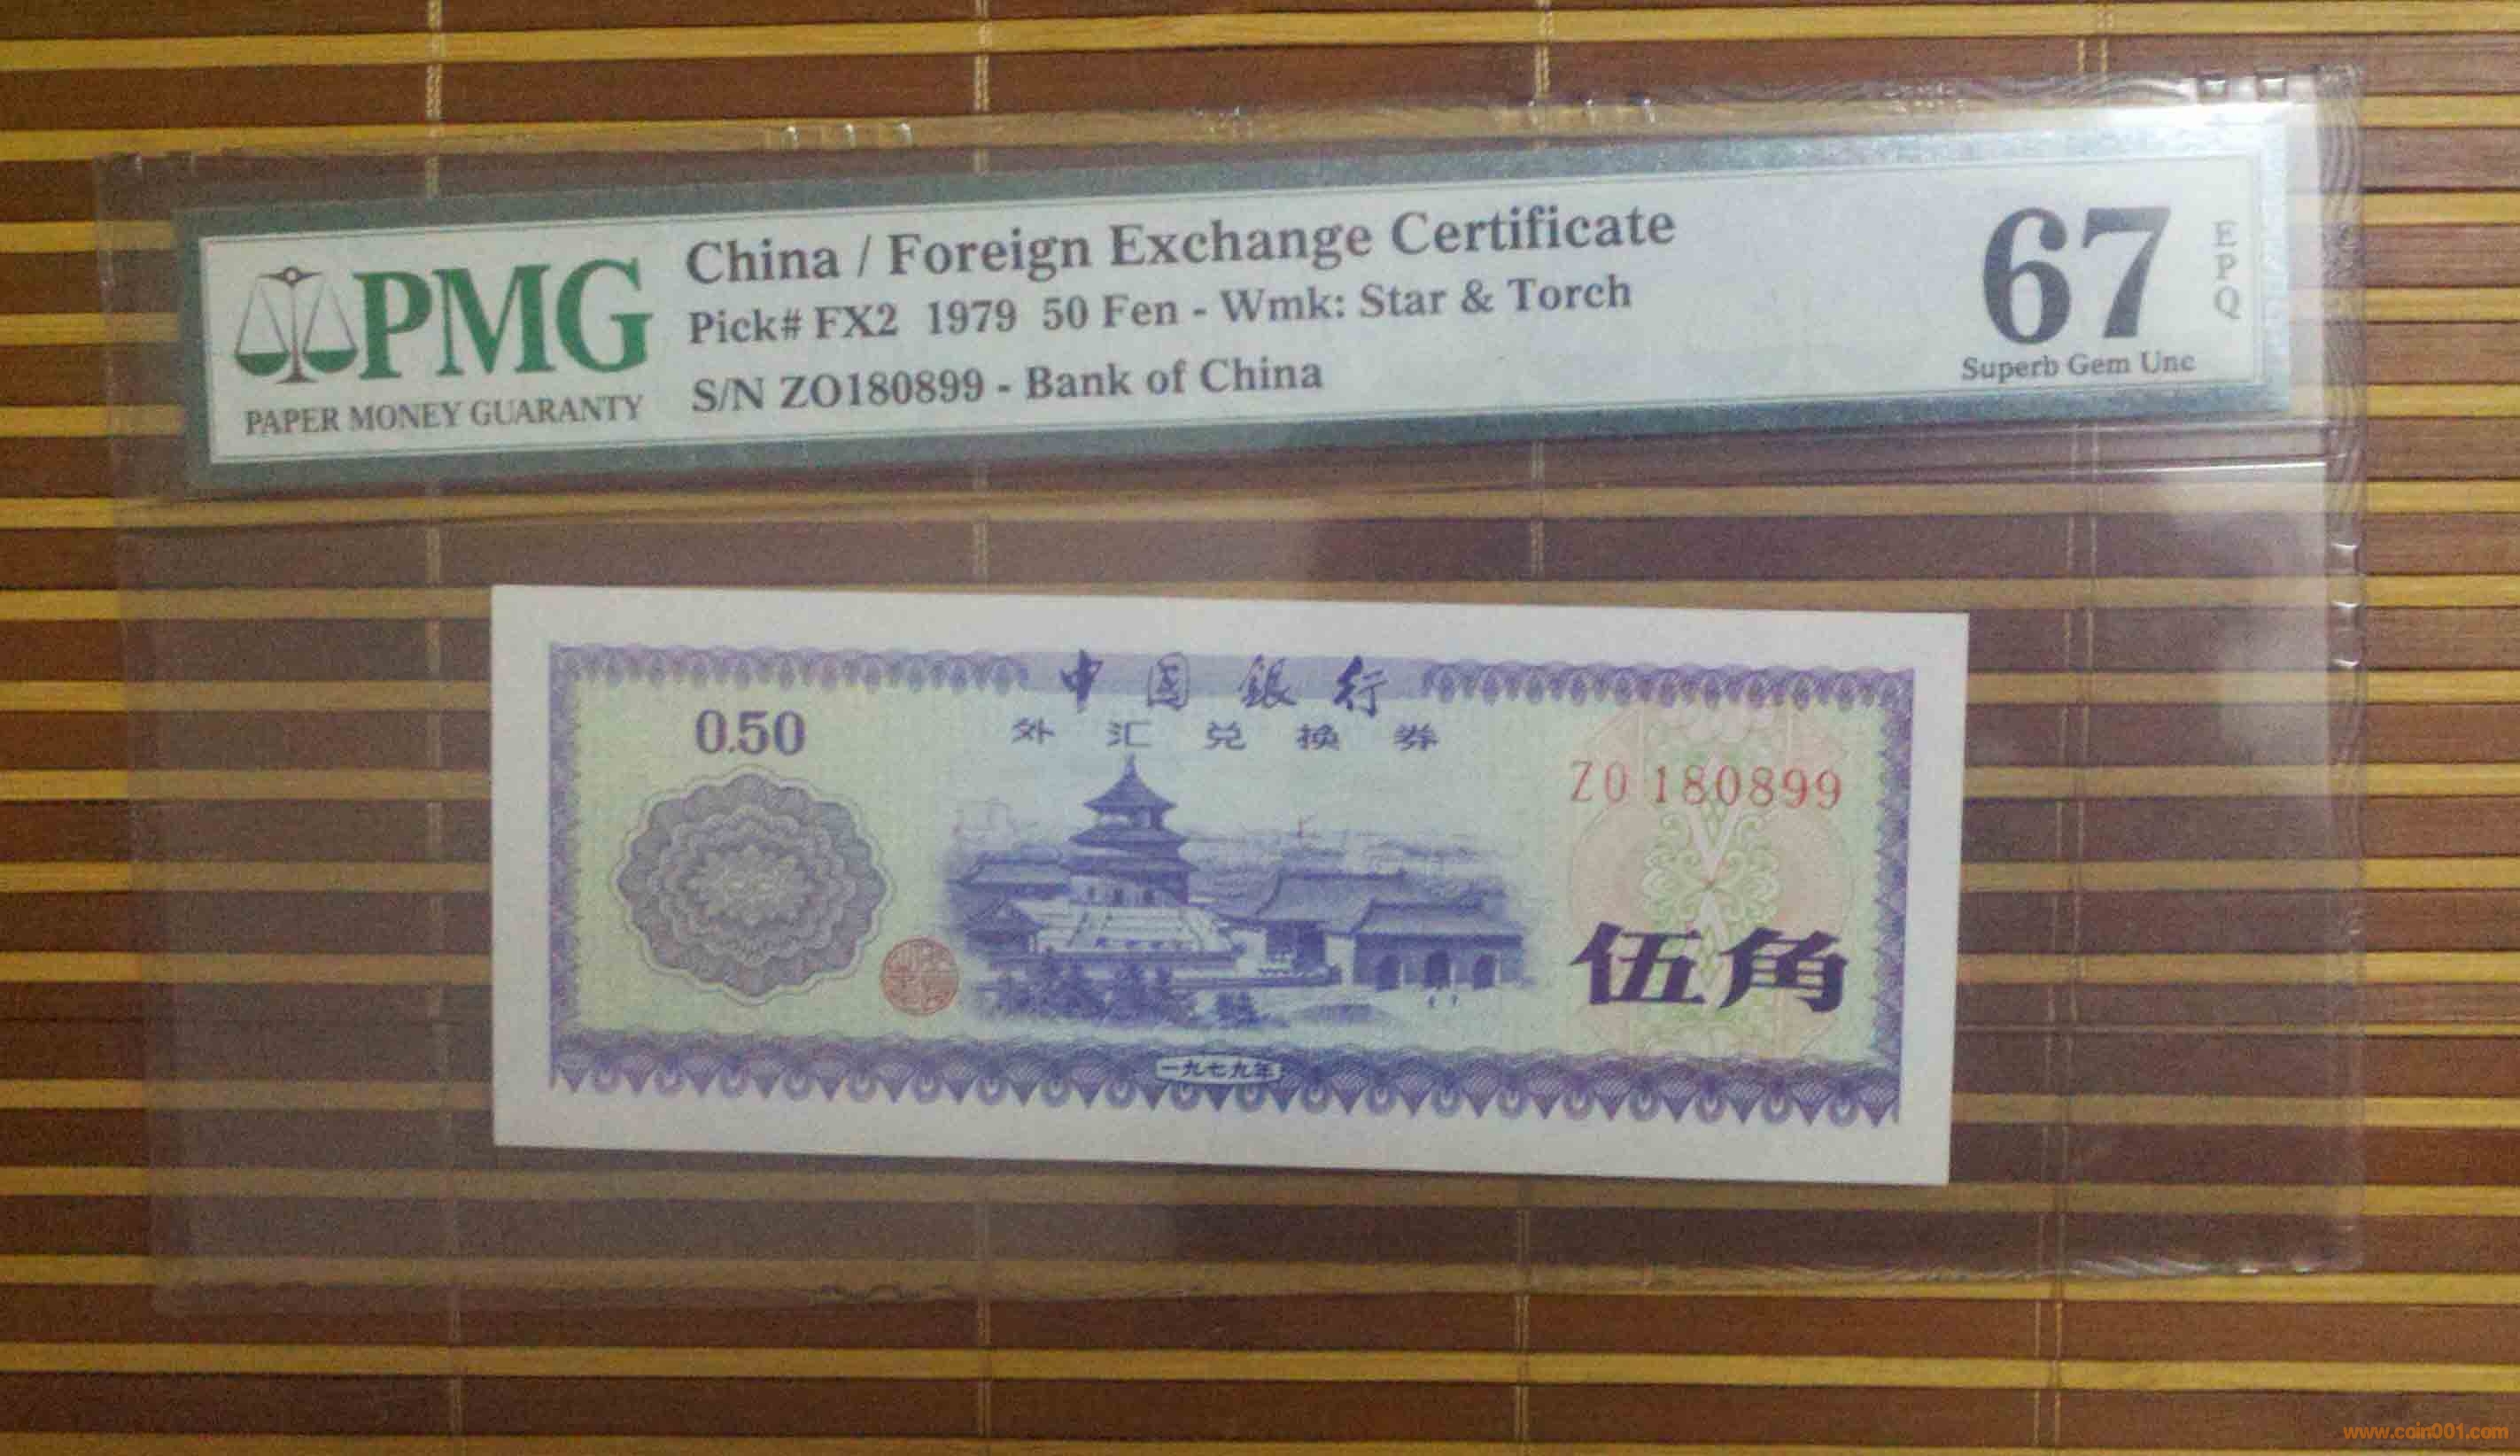 PMG
PAPER MONEY GUARANTY
China / Foreign Exchange Certificate
Pick# FX2 1979 50 Fen - Wmk: Star & Torch
S/N ZO180899 - Bank of China
67
EPQ
Superb Gem Unc
中國銀行
外汇兑换券
0.50
ZO 180899
伍角
一九七九年
www.coin001.com